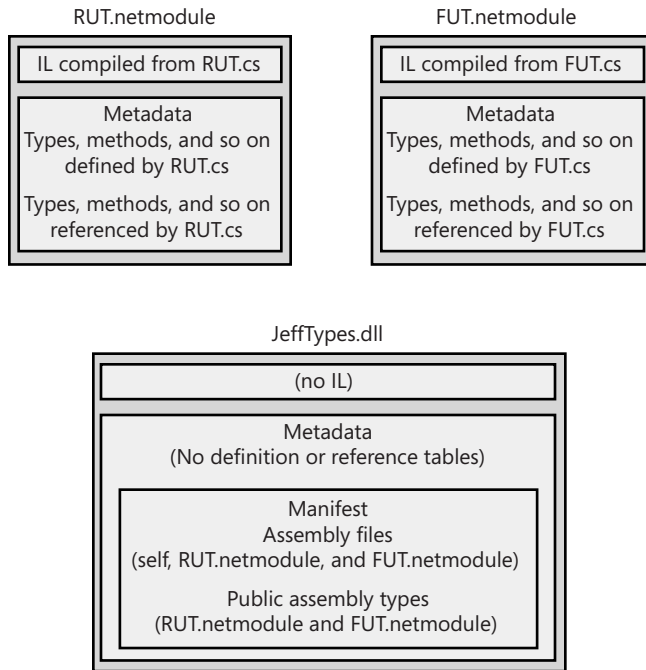 RUT.netmodule
IL compiled from RUT.cs
Metadata
Types, methods, and so on
defined by RUT.cs
Types, methods, and so on
referenced by RUT.cs
FUT.netmodule
IL compiled from FUT.cs
Metadata
Types, methods, and so on
defined by FUT.cs
Types, methods, and so on
referenced by FUT.cs
JeffTypes.dll
(no IL)
Metadata
(No definition or reference tables)
Manifest
Assembly files
(self, RUT.netmodule, and FUT.netmodule)
Public assembly types
(RUT.netmodule and FUT.netmodule)